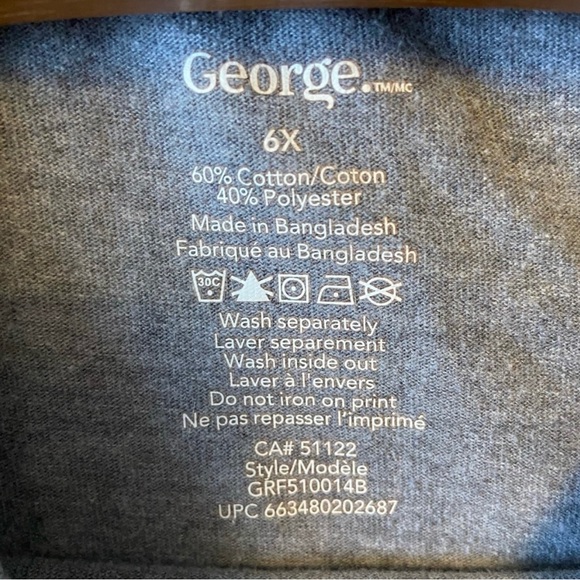 George.TM/MC
6X
60% Cotton/Coton
40% Polyester
Made in Bangladesh
Fabriqué au Bangladesh
30C
Wash separately
Laver separement
Wash inside out
Laver à l'envers
Do not iron on print
Ne pas repasser l'imprimé
CA# 51122
Style/Modèle
GRF510014B
UPC 663480202687